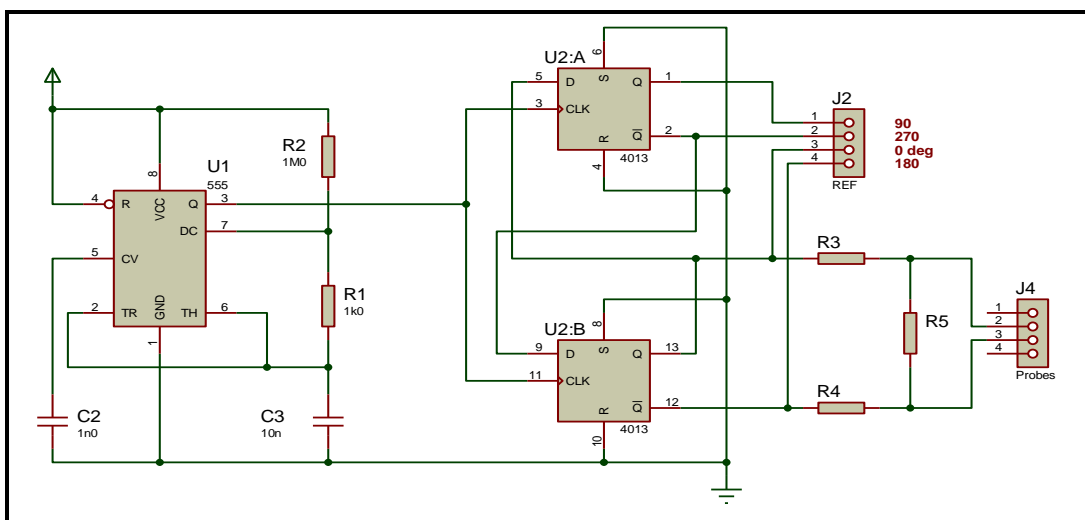 U1
555
4
R
8
VCC
Q
3
DC
7
5
CV
2
TR
GND
1
TH
6
R2
1M0
R1
1k0
C2
1n0
C3
10n
U2:A
5
D
6
S
Q
1
3
CLK
R
4
Q
2
4013
U2:B
9
D
8
S
Q
13
11
CLK
R
10
Q
12
4013
J2
1
2
3
4
REF
90
270
0 deg
180
R3
R4
R5
J4
1
2
3
4
Probes